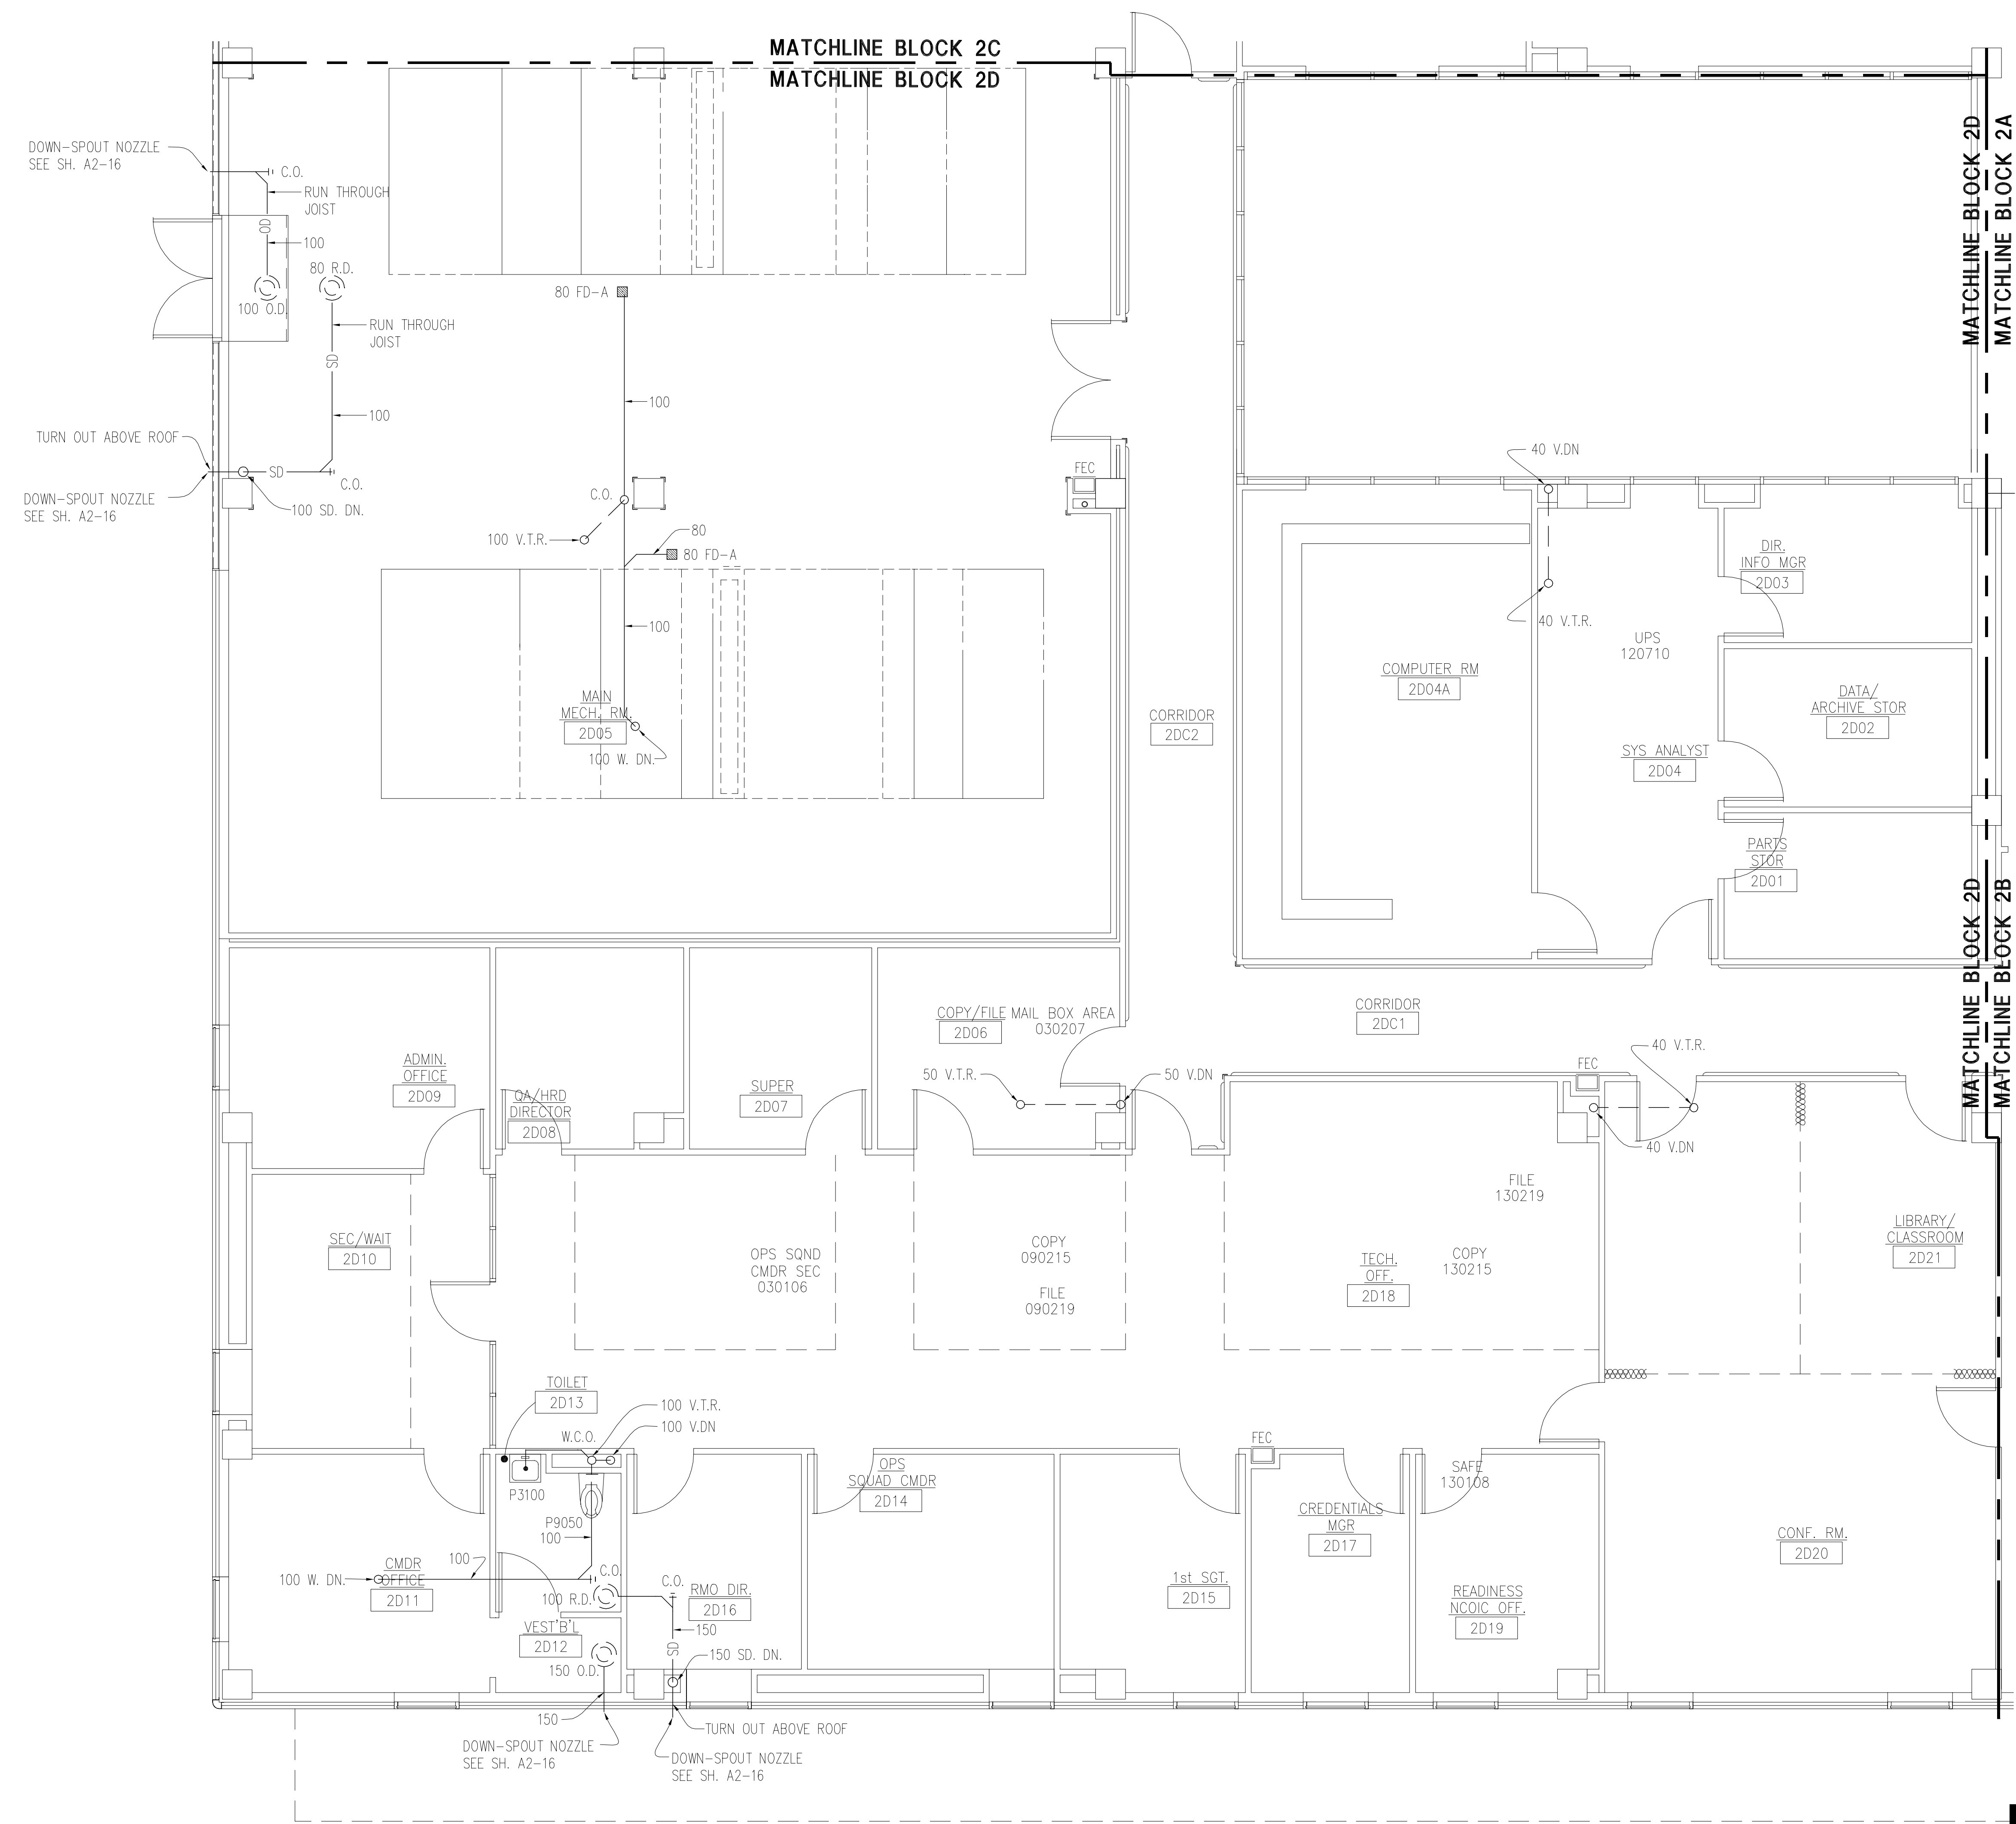 MATCHLINE BLOCK 2C
MATCHLINE BLOCK 2D
MATCHLINE BLOCK 2D
MATCHLINE BLOCK 2A
DOWN-SPOUT NOZZLE
SEE SH. A2-16
C.O.
RUN THROUGH
JOIST
OD
100
80 R.D.
100 O.D.
RUN THROUGH
JOIST
SD
100
80 FD-A
100
TURN OUT ABOVE ROOF
SD
C.O.
DOWN-SPOUT NOZZLE
SEE SH. A2-16
100 SD. DN.
C.O.
100 V.T.R.
80
80 FD-A
100
FEC
40 V.DN
40 V.T.R.
DIR.
INFO MGR
2D03
UPS
120710
COMPUTER RM
2D04A
DATA/
ARCHIVE STOR
2D02
MAIN
MECH. RM.
2D05
100 W. DN.
CORRIDOR
2DC2
SYS ANALYST
2D04
PARTS
STOR
2D01
MATCHLINE BLOCK 2D
MATCHLINE BLOCK 2B
COPY/FILE
2D06
MAIL BOX AREA
030207
CORRIDOR
2DC1
ADMIN.
OFFICE
2D09
QA/HRD
DIRECTOR
2D08
SUPER
2D07
50 V.T.R.
50 V.DN
FEC
40 V.T.R.
40 V.DN
FILE
130219
SEC/WAIT
2D10
OPS SQND
CMDR SEC
030106
COPY
090215
FILE
090219
TECH.
OFF.
2D18
COPY
130215
LIBRARY/
CLASSROOM
2D21
TOILET
2D13
100 V.T.R.
100 V.DN
W.C.O.
P3100
P9050
100
OPS
SQUAD CMDR
2D14
FEC
SAFE
130108
CREDENTIALS
MGR
2D17
CONF. RM.
2D20
100 W. DN.
100
CMDR
OFFICE
2D11
C.O.
100 R.D.
C.O.
RMO DIR.
2D16
1st SGT.
2D15
READINESS
NCOIC OFF.
2D19
VEST'B'L
2D12
150
SD
150 O.D.
150 SD. DN.
150
TURN OUT ABOVE ROOF
DOWN-SPOUT NOZZLE
SEE SH. A2-16
DOWN-SPOUT NOZZLE
SEE SH. A2-16